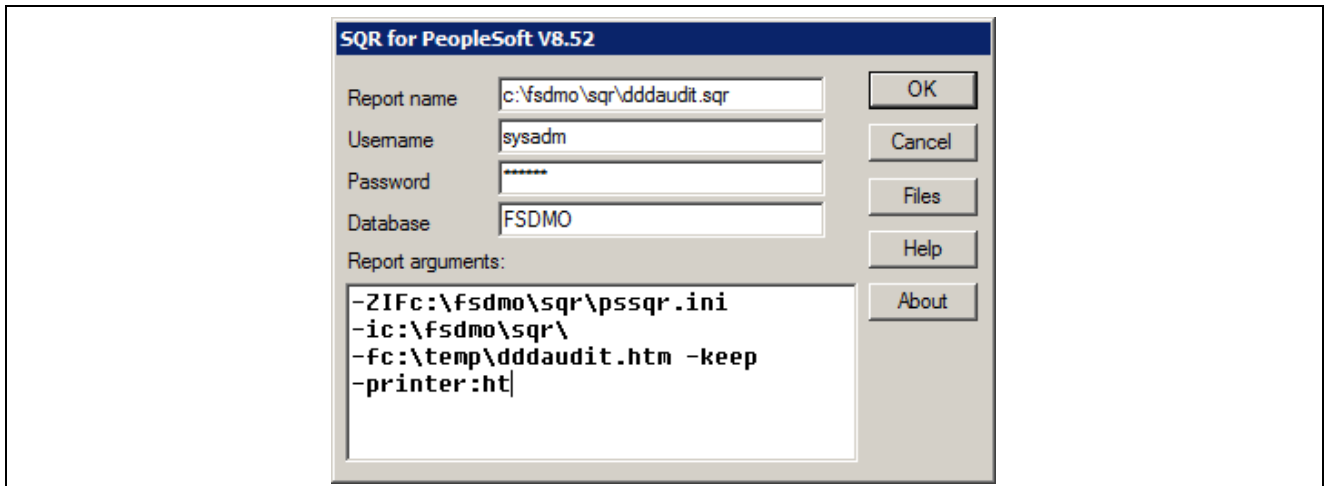 SQR for PeopleSoft V8.52
Report name c:\fsdmo\sqr\dddaudit.sqr OK
Username sysadm Cancel
Password ******
Files
Database FSDMO
Help
Report arguments:
-ZIFc:\fsdmo\sqr\pssqr.ini About
-ic:\fsdmo\sqr\
-fc:\temp\dddaudit.htm -keep
-printer:ht